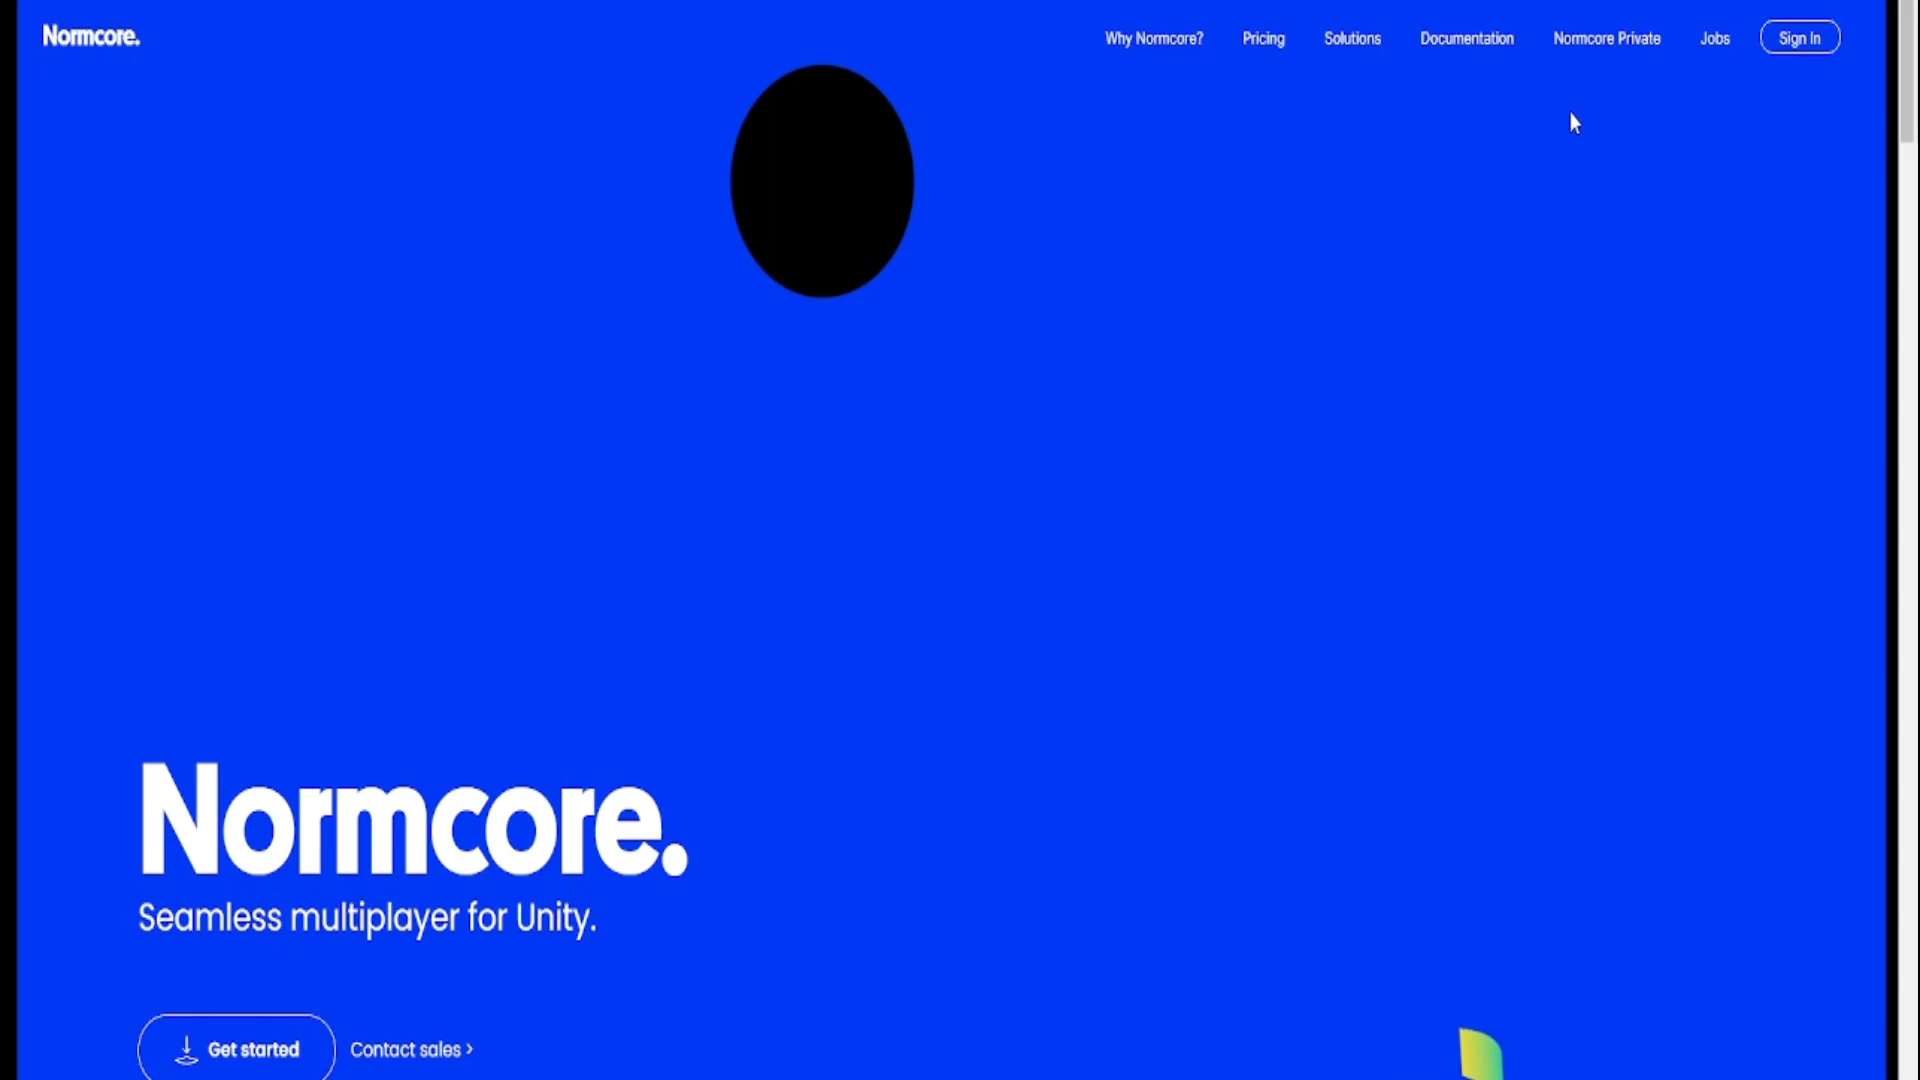 Normcore.
Why Normcore? Pricing Solutions Documentation Normcore Private Jobs Sign In
Normcore.
Seamless multiplayer for Unity.
Get started Contact sales >